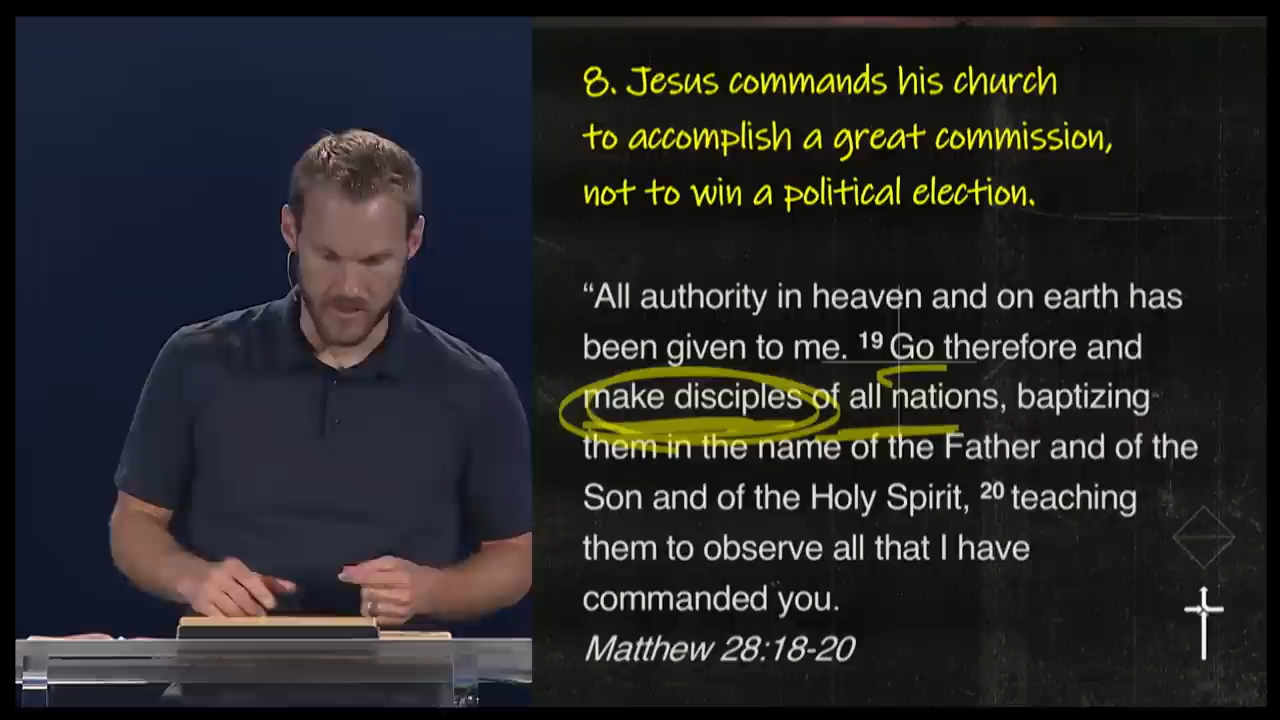 8. Jesus commands his church
to accomplish a great commission,
not to win a political election.
“All authority in heaven and on earth has
been given to me. 19 Go therefore and
make disciples of all nations, baptizing
them in the name of the Father and of the
Son and of the Holy Spirit, 20 teaching
them to observe all that I have
commanded you.
Matthew 28:18-20